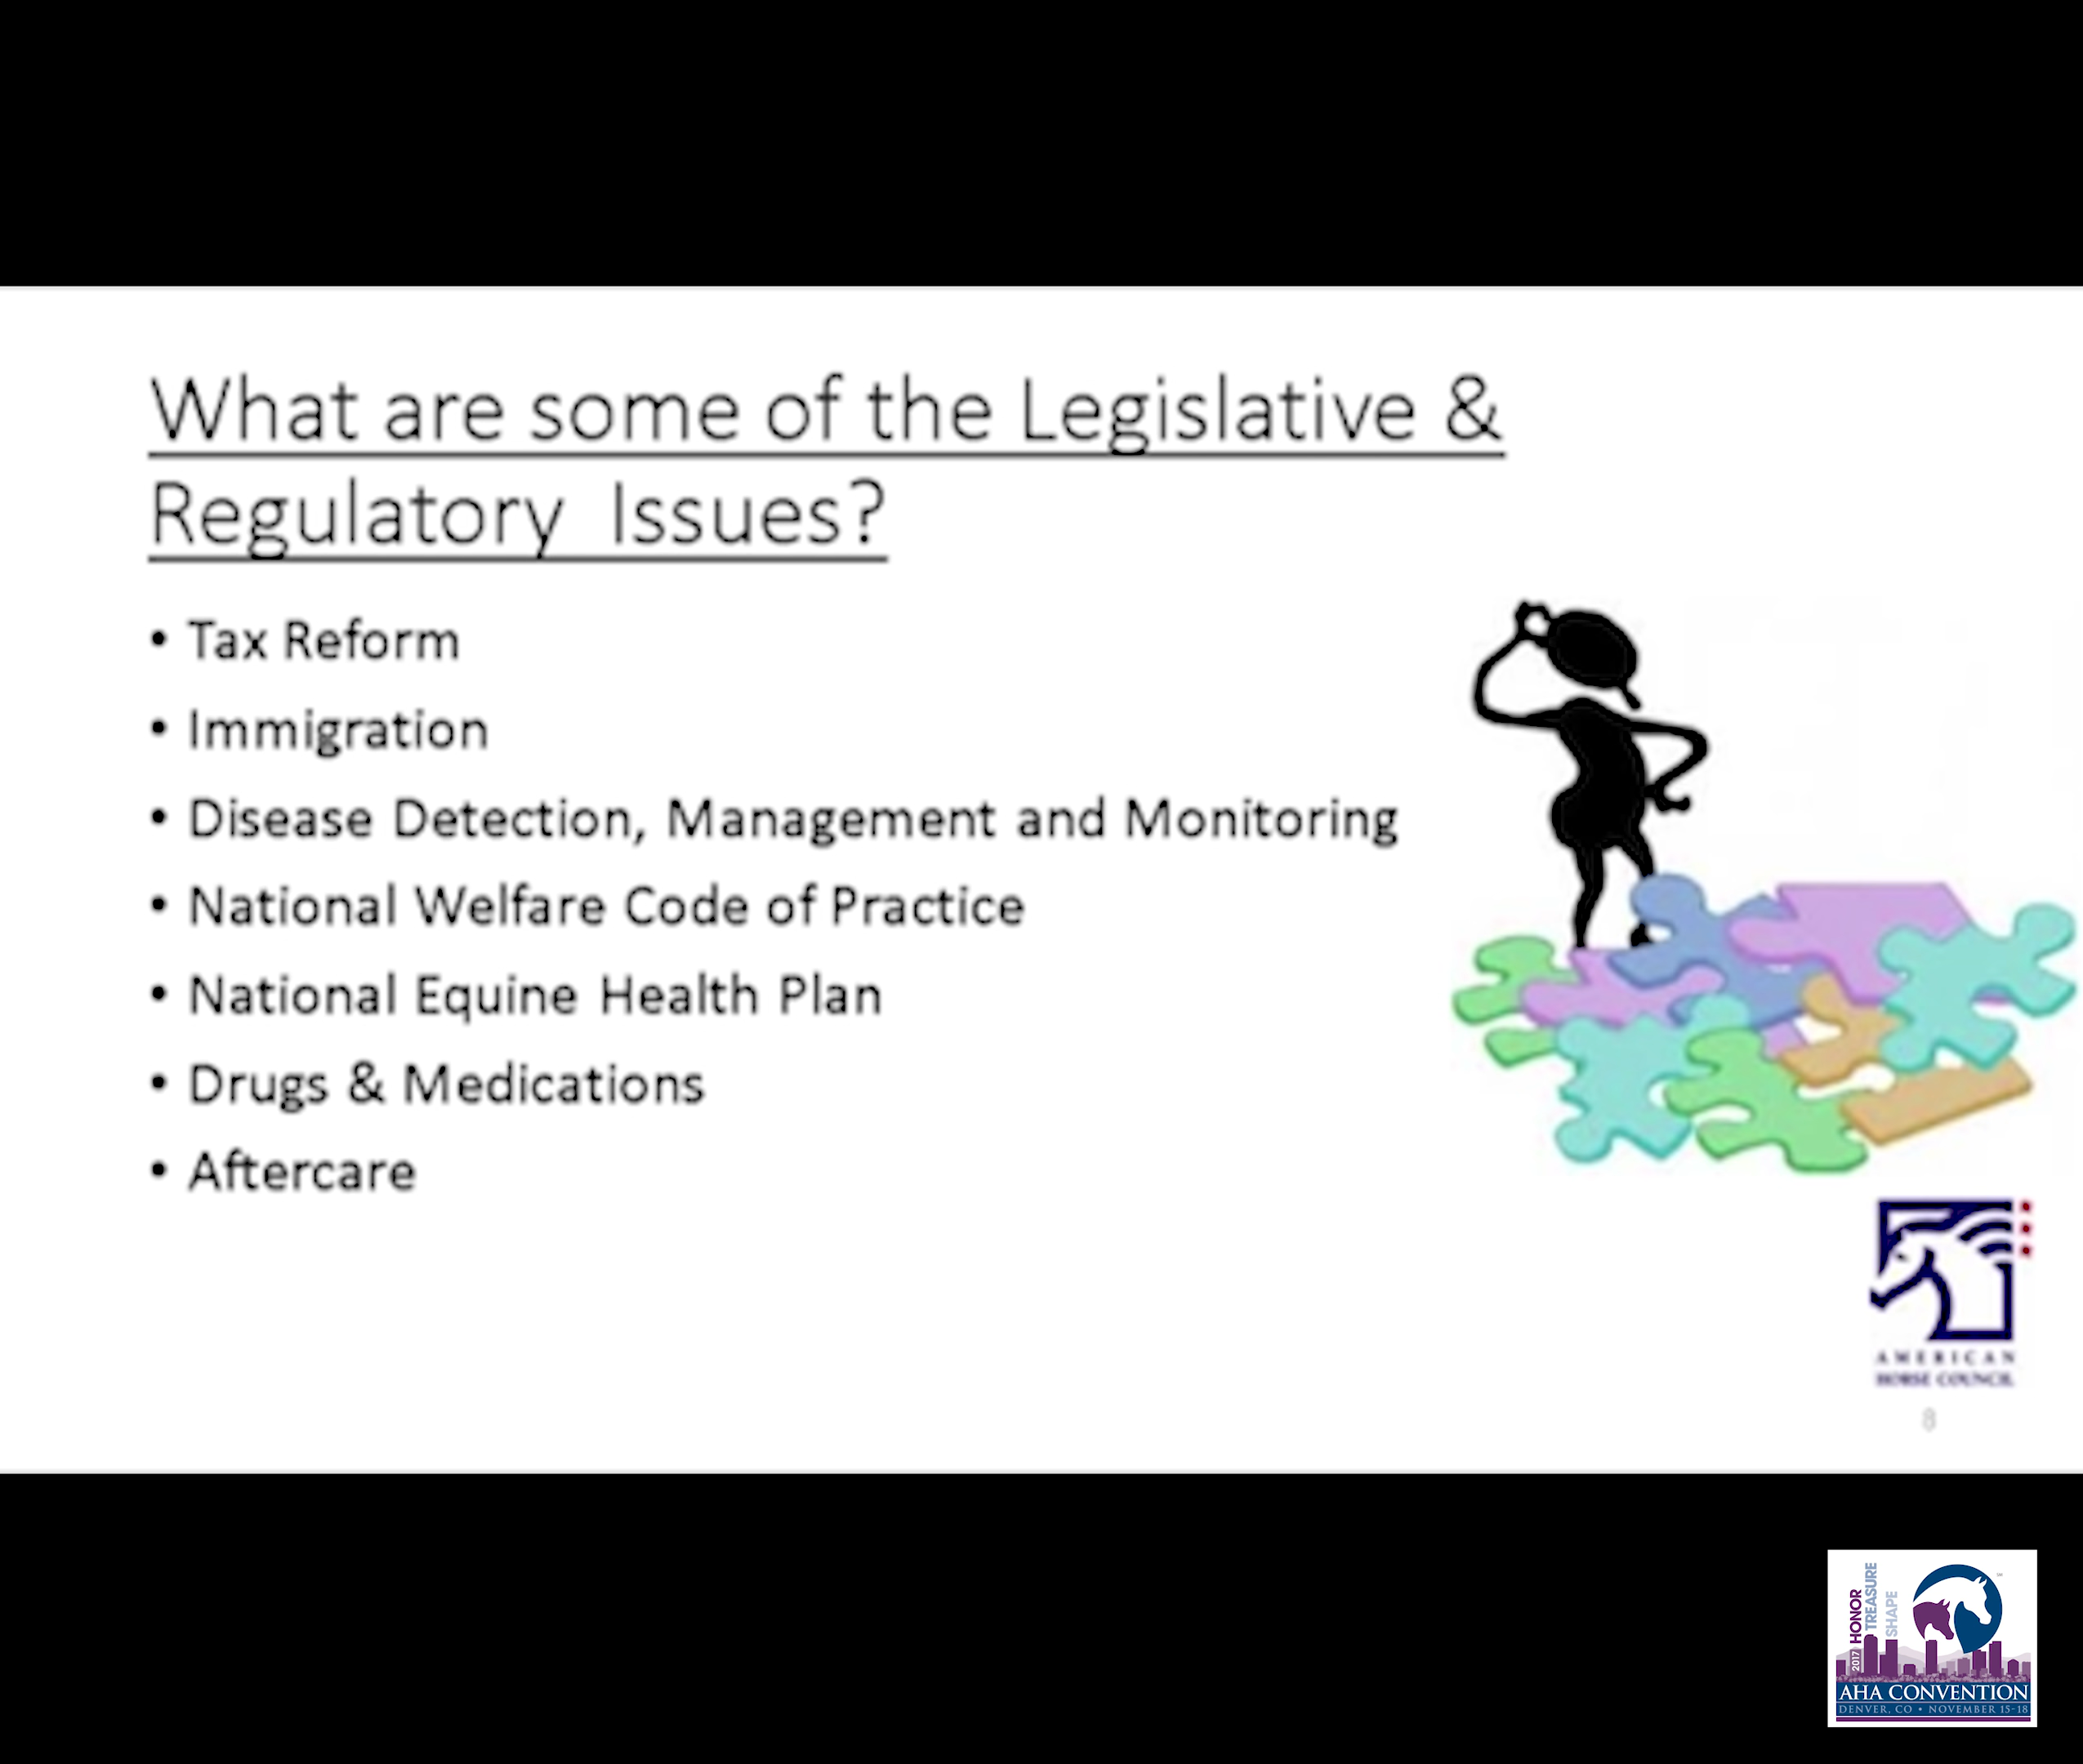 What are some of the Legislative &
Regulatory Issues?
• Tax Reform
• Immigration
• Disease Detection, Management and Monitoring
• National Welfare Code of Practice
• National Equine Health Plan
• Drugs & Medications
• Aftercare
AMERICAN
HORSE COUNCIL
8
2017 HONOR
TREASURE
SHAPE
AHA CONVENTION
DENVER, CO • NOVEMBER 15-18